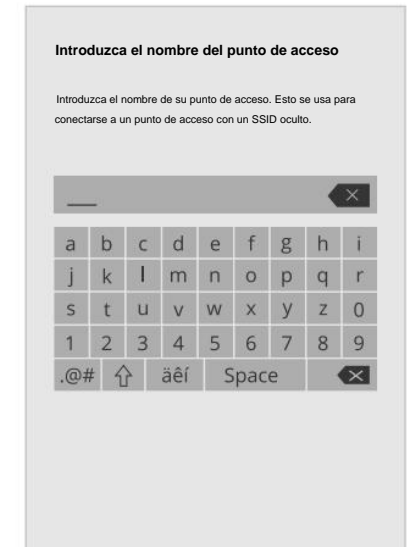 Introduzca el nombre del punto de acceso
Introduzca el nombre de su punto de acceso. Esto se usa para
conectarse a un punto de acceso con un SSID oculto.
a b c d e f g h i
j k l m n o p q r
s t u v w x y z 0
1 2 3 4 5 6 7 8 9
.@# äêí Space